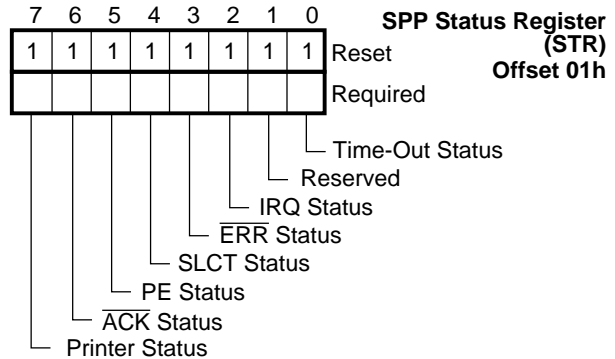 7 6 5 4 3 2 1 0
SPP Status Register
(STR)
Offset 01h
1 1 1 1 1 1 1 1 Reset
Required
Time-Out Status
Reserved
IRQ Status
ERR Status
SLCT Status
PE Status
ACK Status
Printer Status